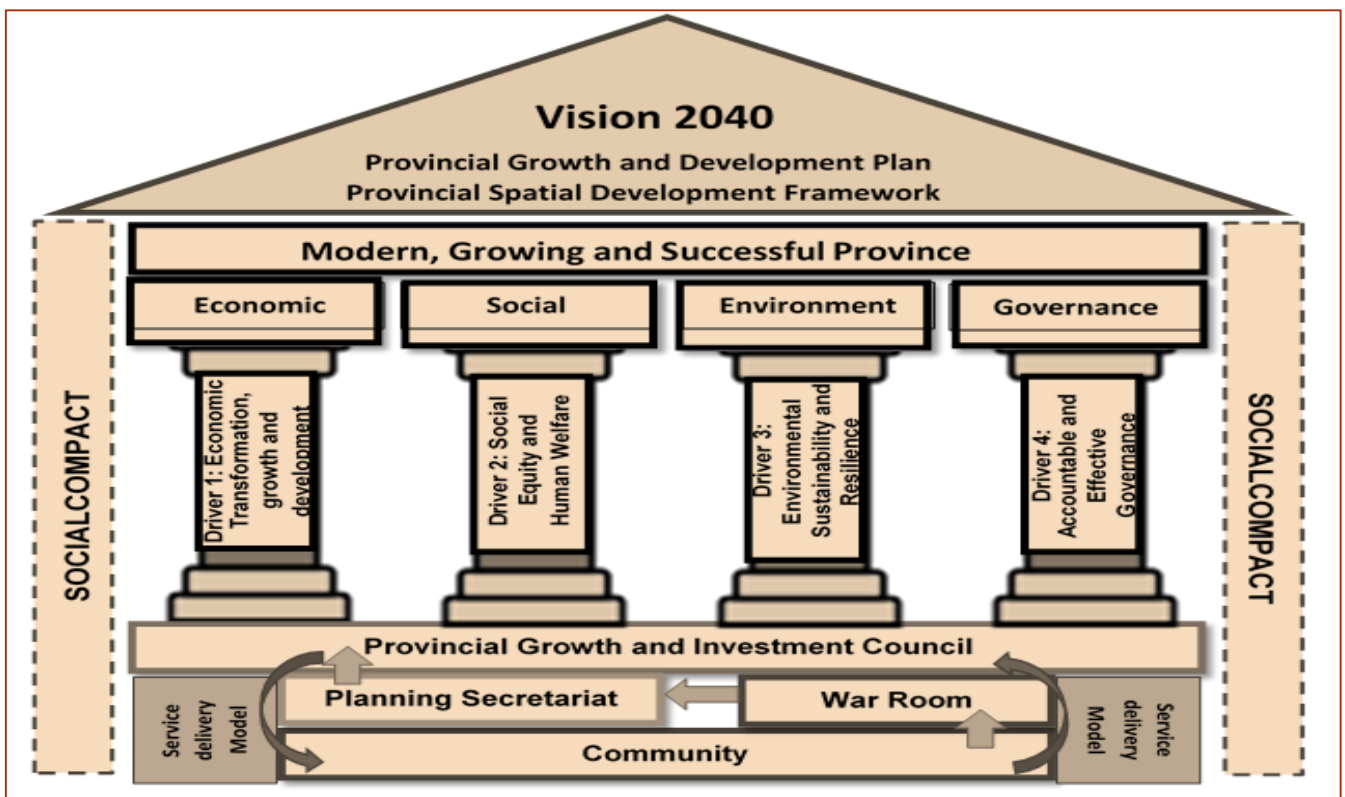 Vision 2040
Provincial Growth and Development Plan
Provincial Spatial Development Framework
Modern, Growing and Successful Province
Economic
Social
Environment
Governance
SOCIALCOMPACT
Driver 1: Economic
Transformation,
growth and
development
Driver 2: Social
Equity and
Human Welfare
Driver 3:
Environmental
Sustainability and
Resilience
Driver 4:
Accountable and
Effective
Governance
SOCIALCOMPACT
Provincial Growth and Investment Council
Planning Secretariat
War Room
Service
delivery
Model
Community
Service
delivery
Model